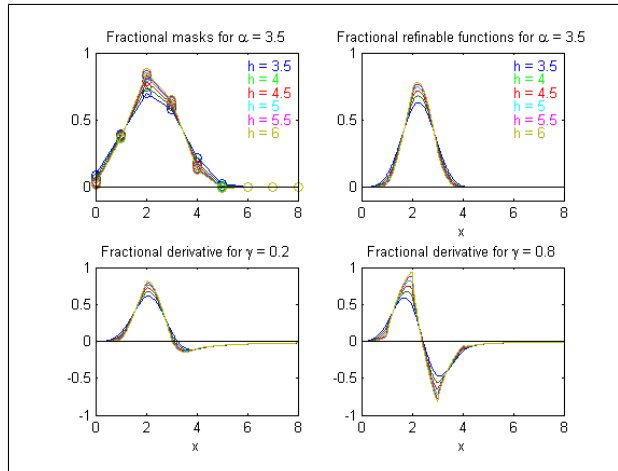 Fractional masks for α = 3.5
1
0.5
0
h = 3.5
h = 4
h = 4.5
h = 5
h = 5.5
h = 6
0 2 4 6 8
Fractional refinable functions for α = 3.5
1
0.5
0
h = 3.5
h = 4
h = 4.5
h = 5
h = 5.5
h = 6
0 2 4 6 8
x
Fractional derivative for γ = 0.2
1
0.5
0
-0.5
-1
0 2 4 6 8
x
Fractional derivative for γ = 0.8
1
0.5
0
-0.5
-1
0 2 4 6 8
x